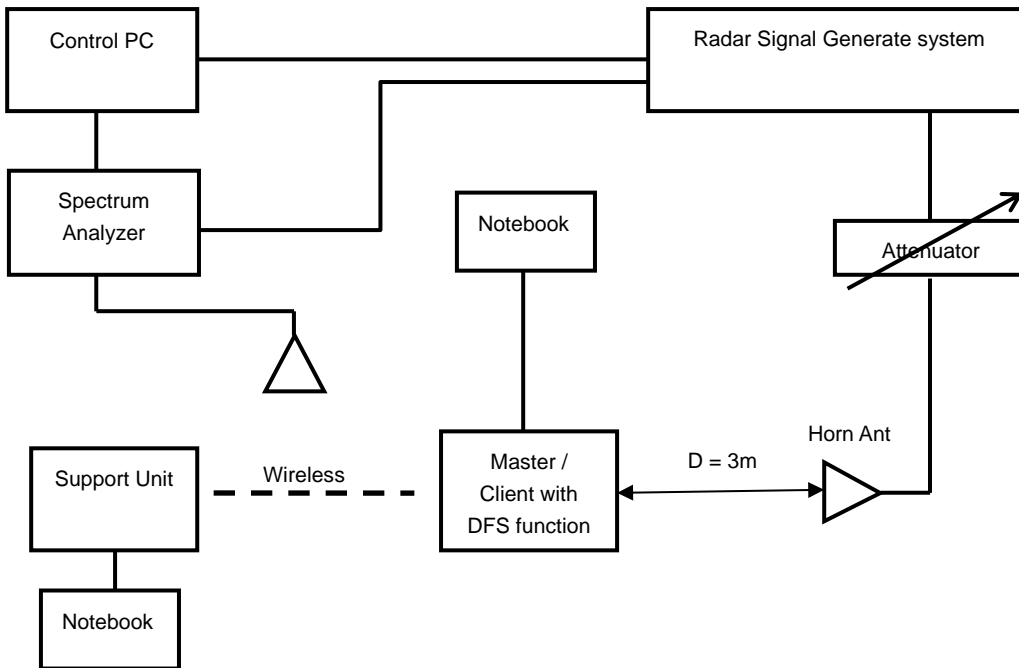 Control PC
Radar Signal Generate system
Spectrum
Analyzer
Notebook
Attenuator
Horn Ant
D = 3m
Master /
Client with
DFS function
Wireless
Support Unit
Notebook